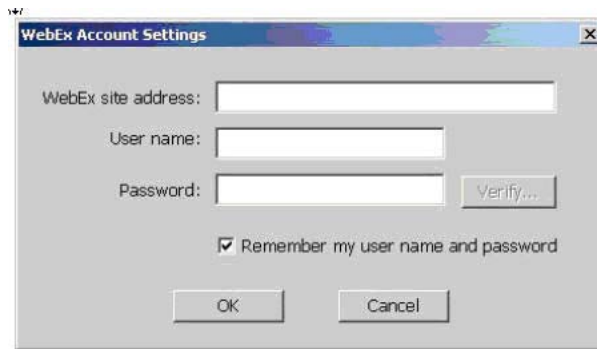 WebEx Account Settings
WebEx site address:
User name:
Password:
Verify...
Remember my user name and password
OK
Cancel